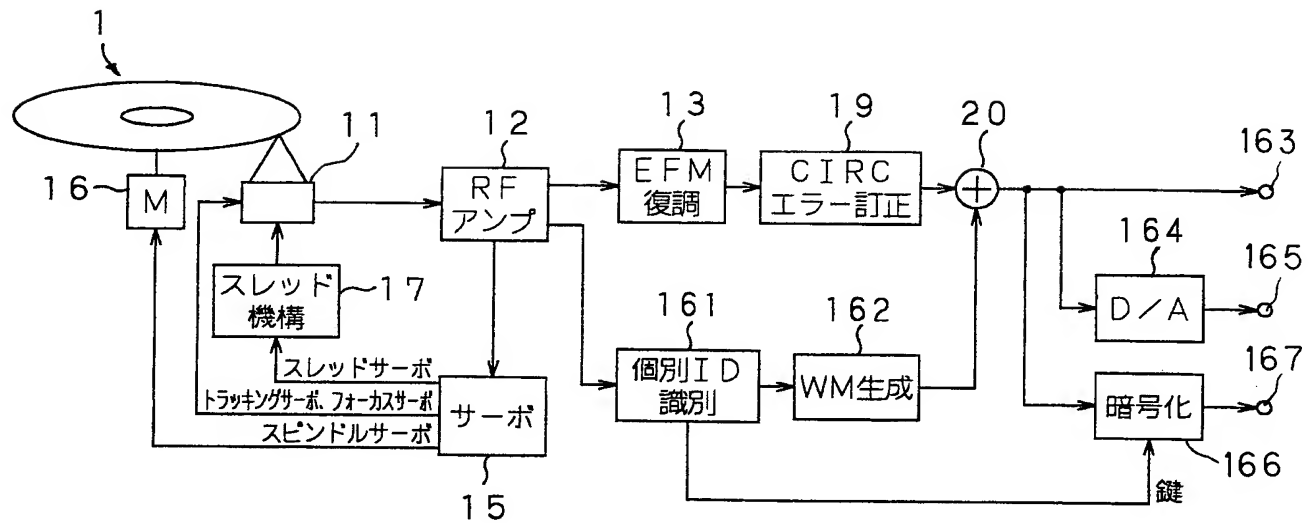 1
11
16
M
12
RF
アンプ
13
EFM
復調
19
CIRC
エラー訂正
20
163
164
D/A
165
スレッド
機構
17
161
個別ID
識別
162
WM生成
167
暗号化
166
スレッドサーボ
トラッキングサーボ、フォーカスサーボ
スピンドルサーボ
サーボ
15
鍵